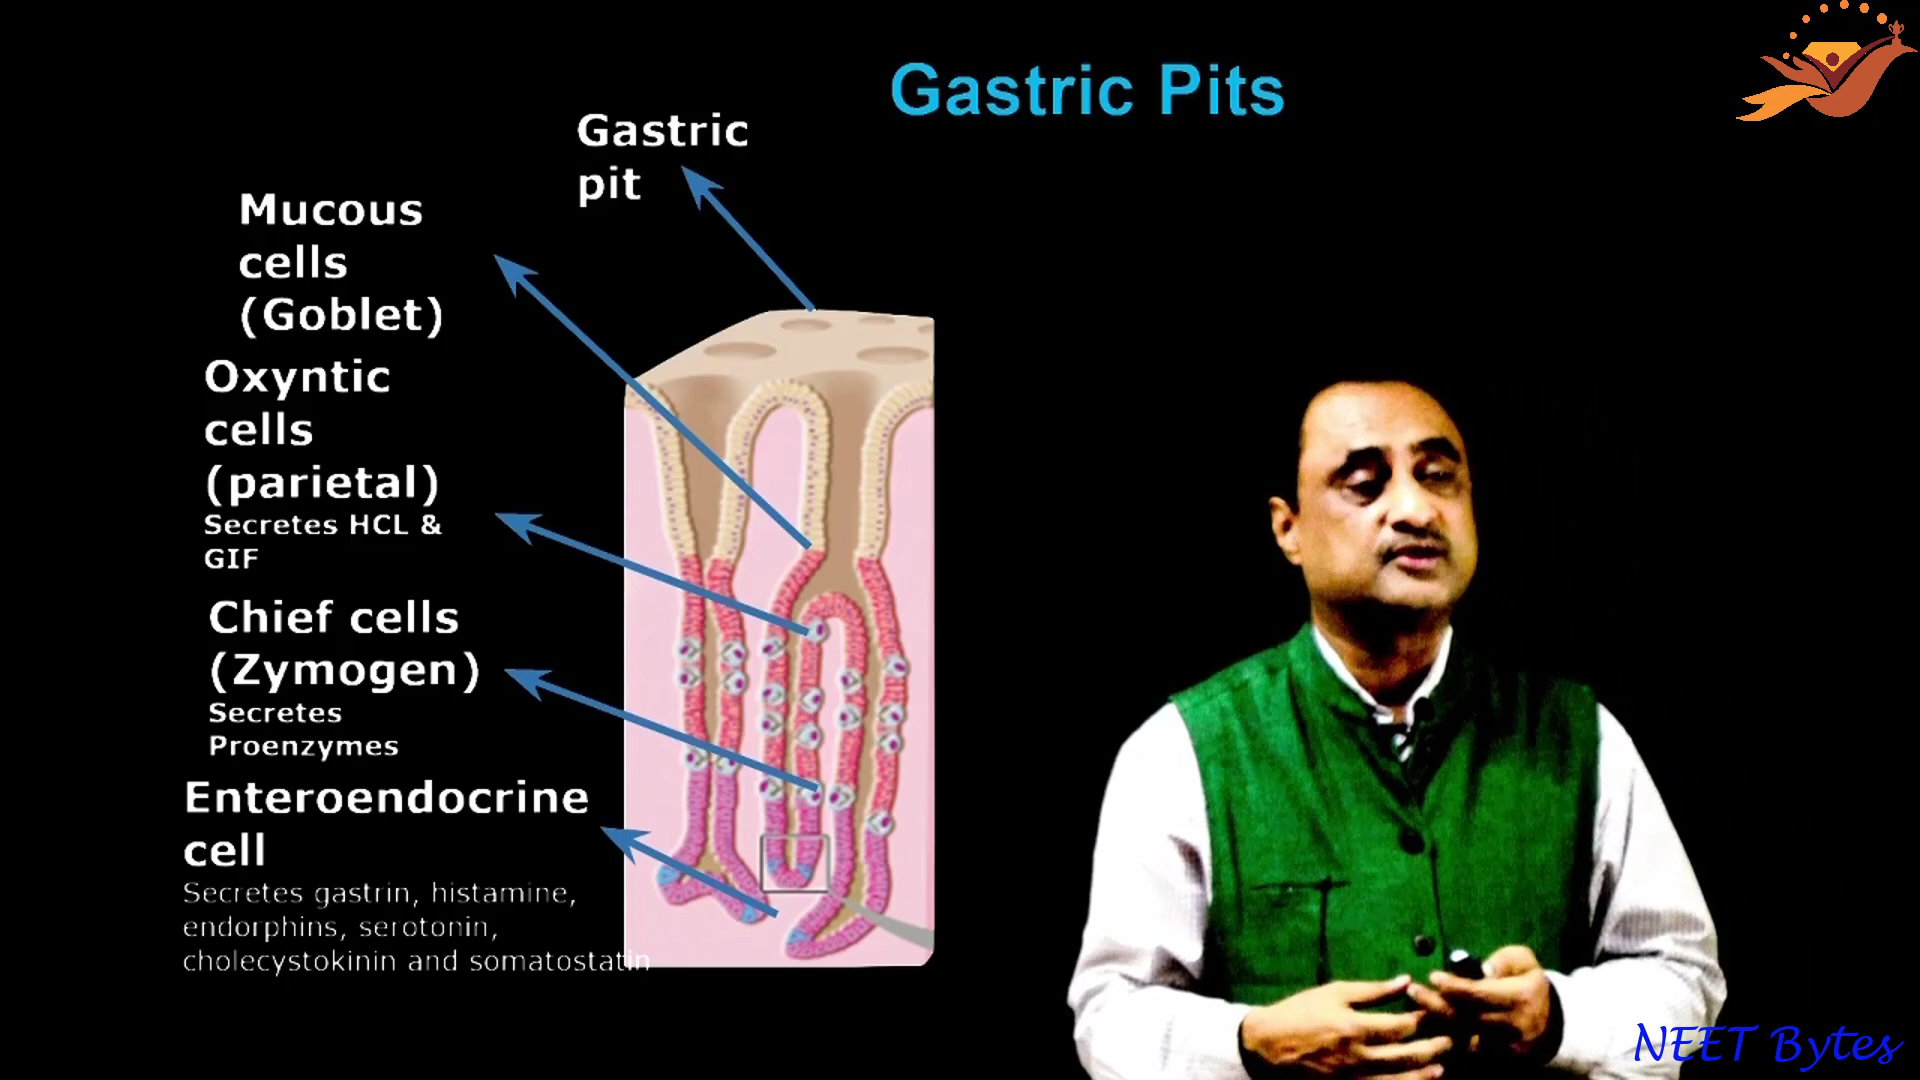 Gastric Pits
Gastric
pit
Mucous
cells
(Goblet)
Oxyntic
cells
(parietal)
Secretes HCL &
GIF
Chief cells
(Zymogen)
Secretes
Proenzymes
Enteroendocrine
cell
Secretes gastrin, histamine,
endorphins, serotonin,
cholecystokinin and somatostatin
NEET Bytes